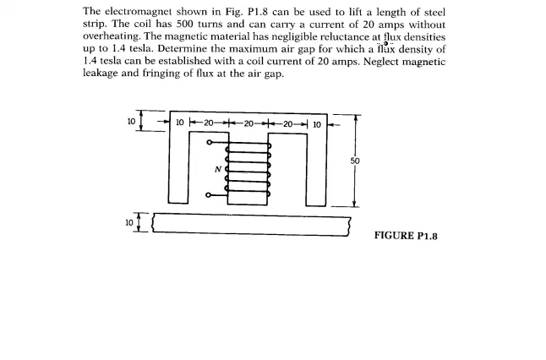 The electromagnet shown in Fig. P1.8 can be used to lift a length of steel
strip. The coil has 500 turns and can carry a current of 20 amps without
overheating. The magnetic material has negligible reluctance at flux densities
up to 1.4 tesla. Determine the maximum air gap for which a flux density of
1.4 tesla can be established with a coil current of 20 amps. Neglect magnetic
leakage and fringing of flux at the air gap.
10 10 20 20 20 10
50
N
10
FIGURE P1.8